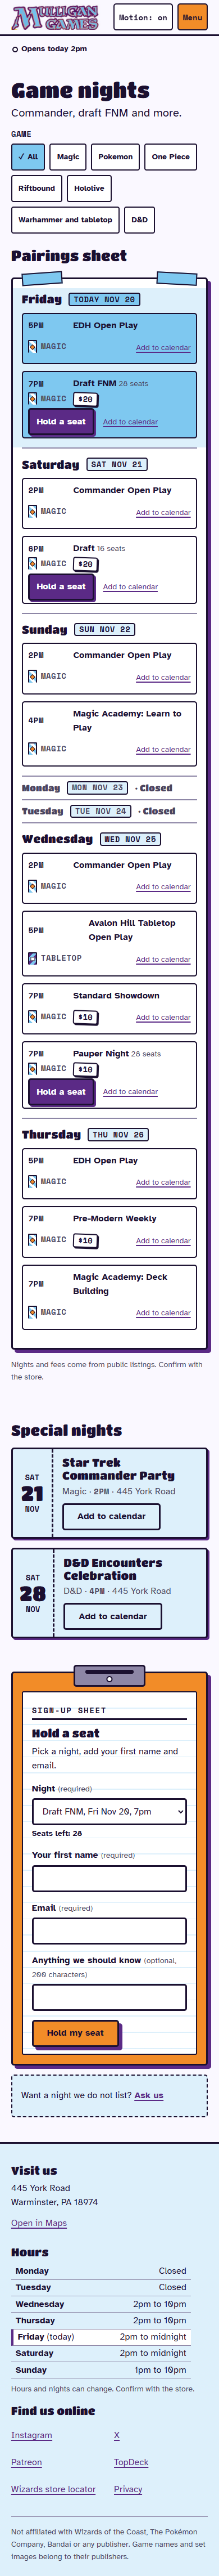 MULLIGAN
GAMES
Motion: on
Menu
Opens today 2pm
Game nights
Commander, draft FNM and more.
GAME
✓ All
Magic
Pokemon
One Piece
Riftbound
Hololive
Warhammer and tabletop
D&D
Pairings sheet
Friday TODAY NOV 20
5PM EDH Open Play
MAGIC Add to calendar
7PM Draft FNM 28 seats
MAGIC $20
Hold a seat Add to calendar
Saturday SAT NOV 21
2PM Commander Open Play
MAGIC Add to calendar
6PM Draft 16 seats
MAGIC $20
Hold a seat Add to calendar
Sunday SUN NOV 22
2PM Commander Open Play
MAGIC Add to calendar
4PM Magic Academy: Learn to
Play
MAGIC Add to calendar
Monday MON NOV 23 · Closed
Tuesday TUE NOV 24 · Closed
Wednesday WED NOV 25
2PM Commander Open Play
MAGIC Add to calendar
5PM Avalon Hill Tabletop
Open Play
TABLETOP Add to calendar
7PM Standard Showdown
MAGIC $10 Add to calendar
7PM Pauper Night 28 seats
MAGIC $10
Hold a seat Add to calendar
Thursday THU NOV 26
5PM EDH Open Play
MAGIC Add to calendar
7PM Pre-Modern Weekly
MAGIC $10 Add to calendar
7PM Magic Academy: Deck
Building
MAGIC Add to calendar
Nights and fees come from public listings. Confirm with
the store.
Special nights
SAT
21
NOV
Star Trek
Commander Party
Magic · 2PM · 445 York Road
Add to calendar
SAT
28
NOV
D&D Encounters
Celebration
D&D · 4PM · 445 York Road
Add to calendar
SIGN-UP SHEET
Hold a seat
Pick a night, add your first name and
email.
Night (required)
Draft FNM, Fri Nov 20, 7pm
Seats left: 28
Your first name (required)
Email (required)
Anything we should know (optional,
200 characters)
Hold my seat
Want a night we do not list? Ask us
Visit us
445 York Road
Warminster, PA 18974
Open in Maps
Hours
Monday Closed
Tuesday Closed
Wednesday 2pm to 10pm
Thursday 2pm to 10pm
Friday (today) 2pm to midnight
Saturday 2pm to midnight
Sunday 1pm to 10pm
Hours and nights can change. Confirm with the store.
Find us online
Instagram X
Patreon TopDeck
Wizards store locator Privacy
Not affiliated with Wizards of the Coast, The Pokémon
Company, Bandai or any publisher. Game names and set
images belong to their publishers.